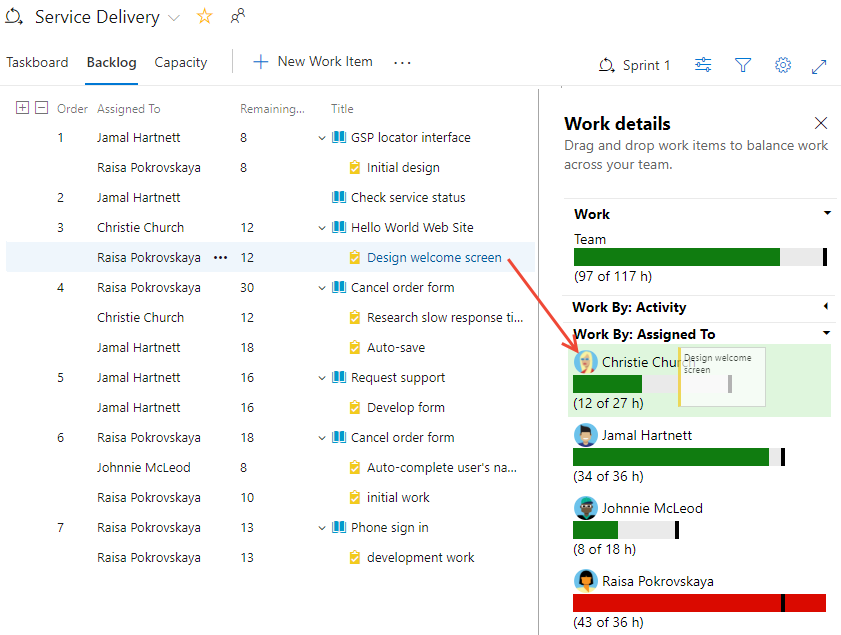 Service Delivery
Taskboard Backlog Capacity New Work Item ... Sprint 1
Order Assigned To Remaining... Title
1 Jamal Hartnett 8 GSP locator interface
Raisa Pokrovskaya 8 Initial design
2 Jamal Hartnett Check service status
3 Christie Church 12 Hello World Web Site
Raisa Pokrovskaya ... 12 Design welcome screen
4 Raisa Pokrovskaya 30 Cancel order form
Christie Church 12 Research slow response ti...
Jamal Hartnett 18 Auto-save
5 Jamal Hartnett 16 Request support
Jamal Hartnett 16 Develop form
6 Raisa Pokrovskaya 18 Cancel order form
Johnnie McLeod 8 Auto-complete user's na...
Raisa Pokrovskaya 10 initial work
7 Raisa Pokrovskaya 13 Phone sign in
Raisa Pokrovskaya 13 development work
Work details
Drag and drop work items to balance work
across your team.
Work
Team
(97 of 117 h)
Work By: Activity
Work By: Assigned To
Christie Church
Design welcome
screen
(12 of 27 h)
Jamal Hartnett
(34 of 36 h)
Johnnie McLeod
(8 of 18 h)
Raisa Pokrovskaya
(43 of 36 h)